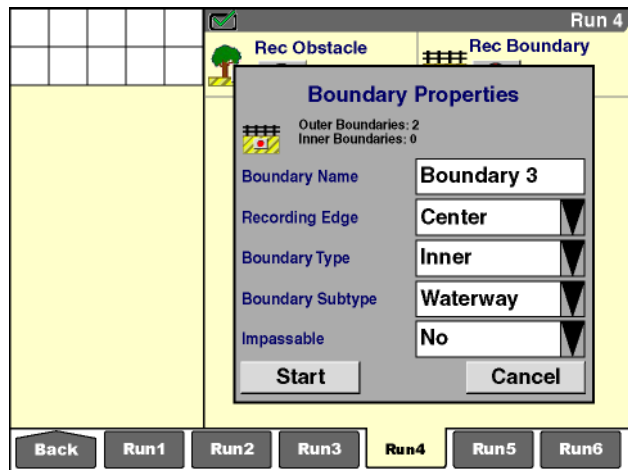 Run 4
Rec Obstacle
Rec Boundary
Boundary Properties
Outer Boundaries: 2
Inner Boundaries: 0
Boundary Name
Boundary 3
Recording Edge
Center
Boundary Type
Inner
Boundary Subtype
Waterway
Impassable
No
Start
Cancel
Back
Run1
Run2
Run3
Run4
Run5
Run6